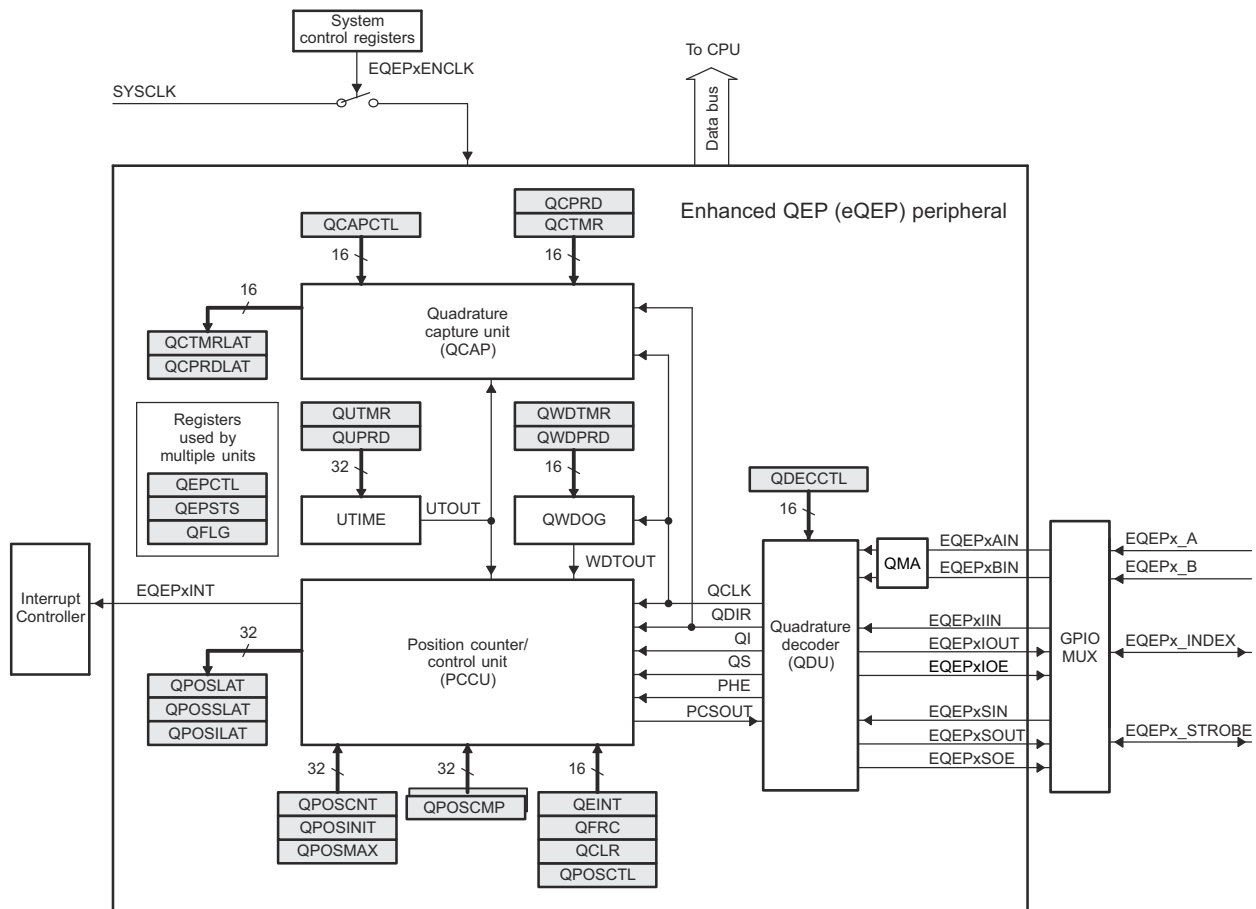 System
control registers
To CPU
EQEPxENCLK
SYSCLK
Data bus
Enhanced QEP (eQEP) peripheral
QCPRD
QCAPCTL
QCTMR
16
16
16
Quadrature
capture unit
(QCAP)
QCTMRLAT
QCPRDLAT
Registers
used by
multiple units
QEPCTL
QEPSTS
QFLG
QUTMR
QUPRD
32
QWDTMR
QWDPRD
16
UTIME
UTOUT
QWDOG
WDTOUT
QDECCTL
16
EQEPxAIN
EQEPxBIN
QMA
EQEPx_A
EQEPx_B
Interrupt
Controller
EQEPxINT
32
QPOSLAT
QPOSSLAT
QPOSILAT
Position counter/
control unit
(PCCU)
QCLK
QDIR
QI
QS
PHE
PCSOUT
Quadrature
decoder
(QDU)
EQEPxIIN
EQEPxIOUT
EQEPxIOE
EQEPxSIN
EQEPxSOUT
EQEPxSOE
GPIO
MUX
EQEPx_INDEX
EQEPx_STROBE
32
32
16
QPOSCNT
QPOSINIT
QPOSMAX
QPOSCMP
QEINT
QFRC
QCLR
QPOSCTL